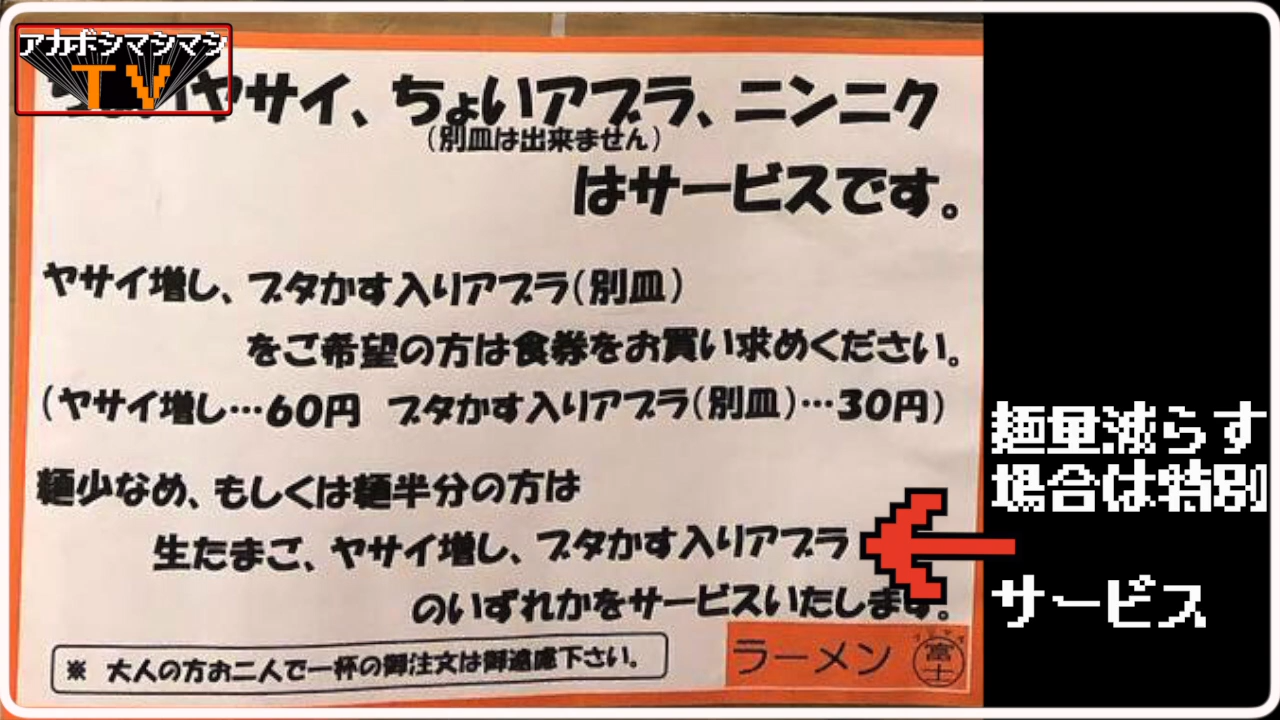 アカボシマシマシ
TV
ヤサイ、ちょいアブラ、ニンニク
(別皿は出来ません)
はサービスです。
ヤサイ増し、ブタかす入りアブラ(別皿)
をご希望の方は食券をお買い求めください。
(ヤサイ増し…60円 ブタかす入りアブラ(別皿)…30円)
麺少なめ、もしくは麺半分の方は
生たまご、ヤサイ増し、ブタかす入りアブラ
のいずれかをサービスいたします。
※ 大人の方お二人で一杯の御注文は御遠慮下さい。
ラーメン 富士
麺量減らす
場合は特別
サービス